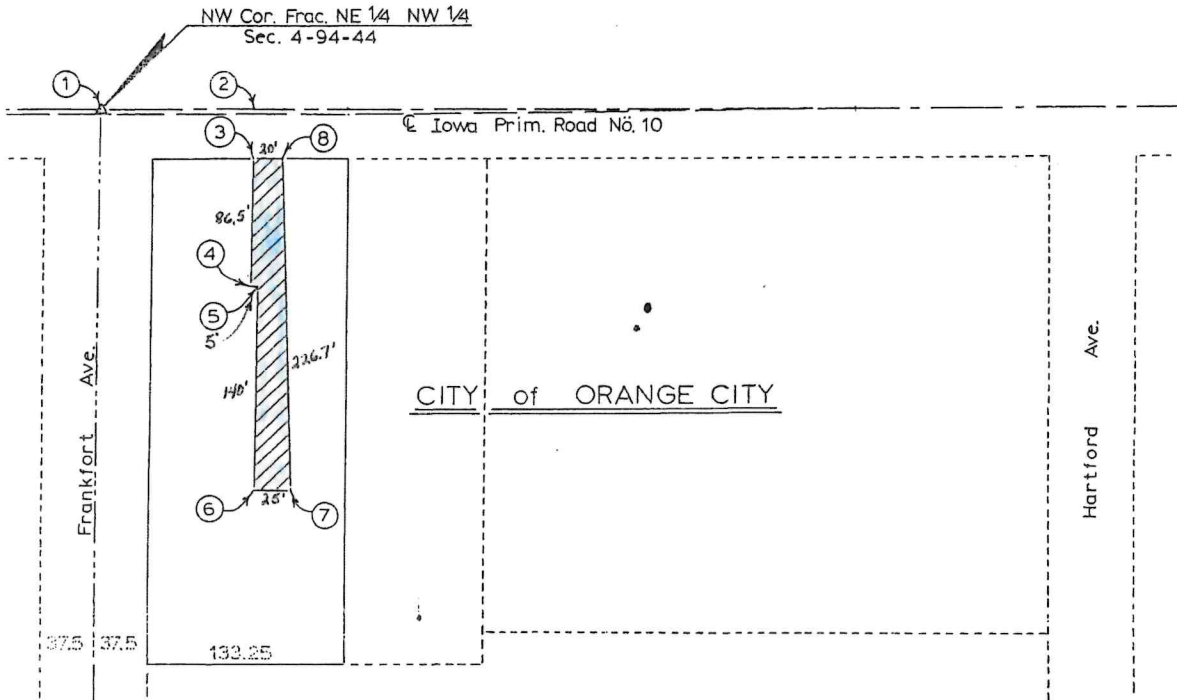 NW Cor. Frac. NE 1/4 NW 1/4
Sec. 4-94-44
1
2
℄ Iowa Prim. Road No. 10
3
20'
8
86.5'
4
5
5'
226.7'
140'
Frankfort Ave.
CITY of ORANGE CITY
Hartford Ave.
6
25'
7
37.5 37.5
133.25